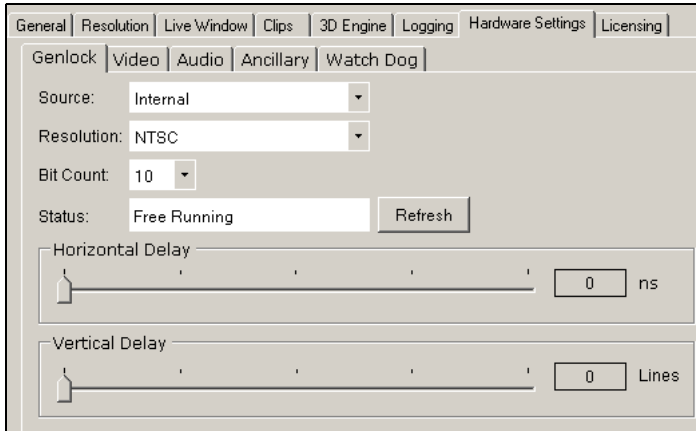 General Resolution Live Window Clips 3D Engine Logging Hardware Settings Licensing
Genlock Video Audio Ancillary Watch Dog
Source: Internal
Resolution: NTSC
Bit Count: 10
Status: Free Running Refresh
Horizontal Delay
0 ns
Vertical Delay
0 Lines